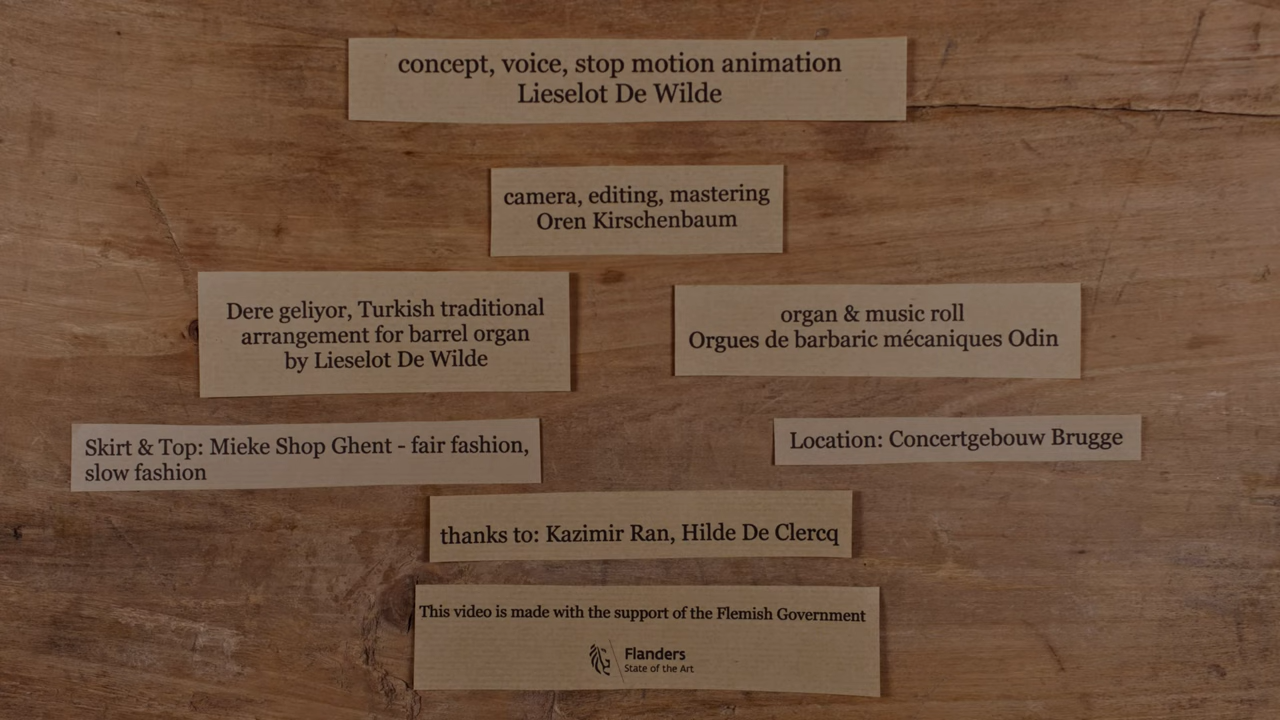 concept, voice, stop motion animation
Lieselot De Wilde
camera, editing, mastering
Oren Kirschenbaum
Dere geliyor, Turkish traditional
arrangement for barrel organ
by Lieselot De Wilde
organ & music roll
Orgues de barbaric mécaniques Odin
Skirt & Top: Mieke Shop Ghent - fair fashion,
slow fashion
Location: Concertgebouw Brugge
thanks to: Kazimir Ran, Hilde De Clercq
This video is made with the support of the Flemish Government
Flanders
State of the Art